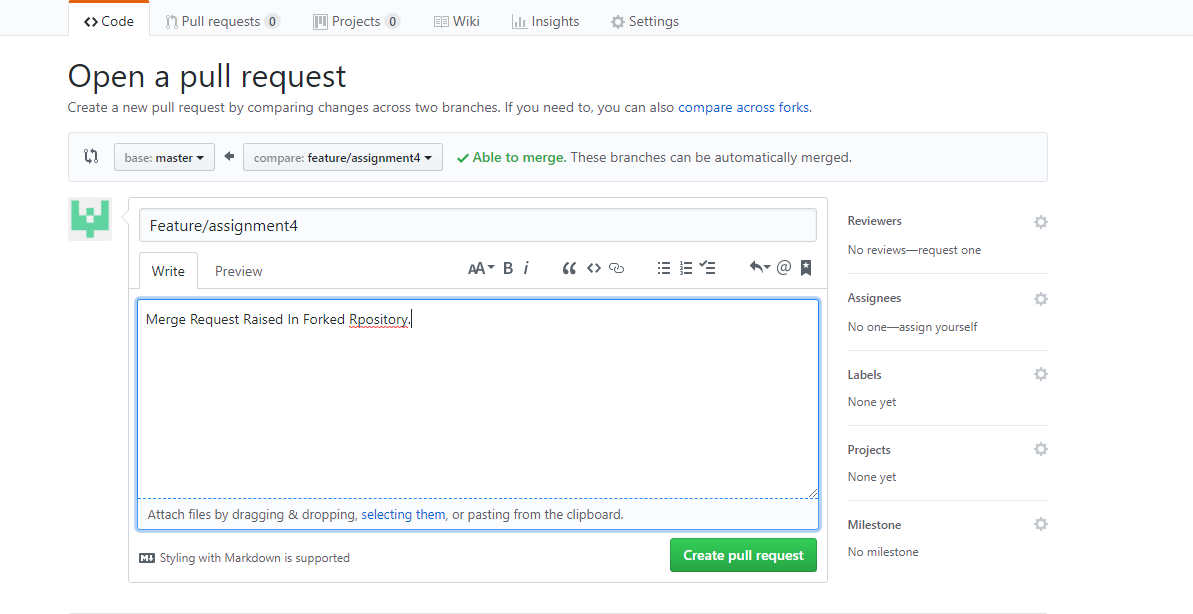 Code Pull requests 0 Projects 0 Wiki Insights Settings
Open a pull request
Create a new pull request by comparing changes across two branches. If you need to, you can also compare across forks.
base: master compare: feature/assignment4 Able to merge. These branches can be automatically merged.
Feature/assignment4
Write Preview AA B i
Merge Request Raised In Forked Rpository.
Attach files by dragging & dropping, selecting them, or pasting from the clipboard.
Styling with Markdown is supported
Create pull request
Reviewers
No reviews—request one
Assignees
No one—assign yourself
Labels
None yet
Projects
None yet
Milestone
No milestone